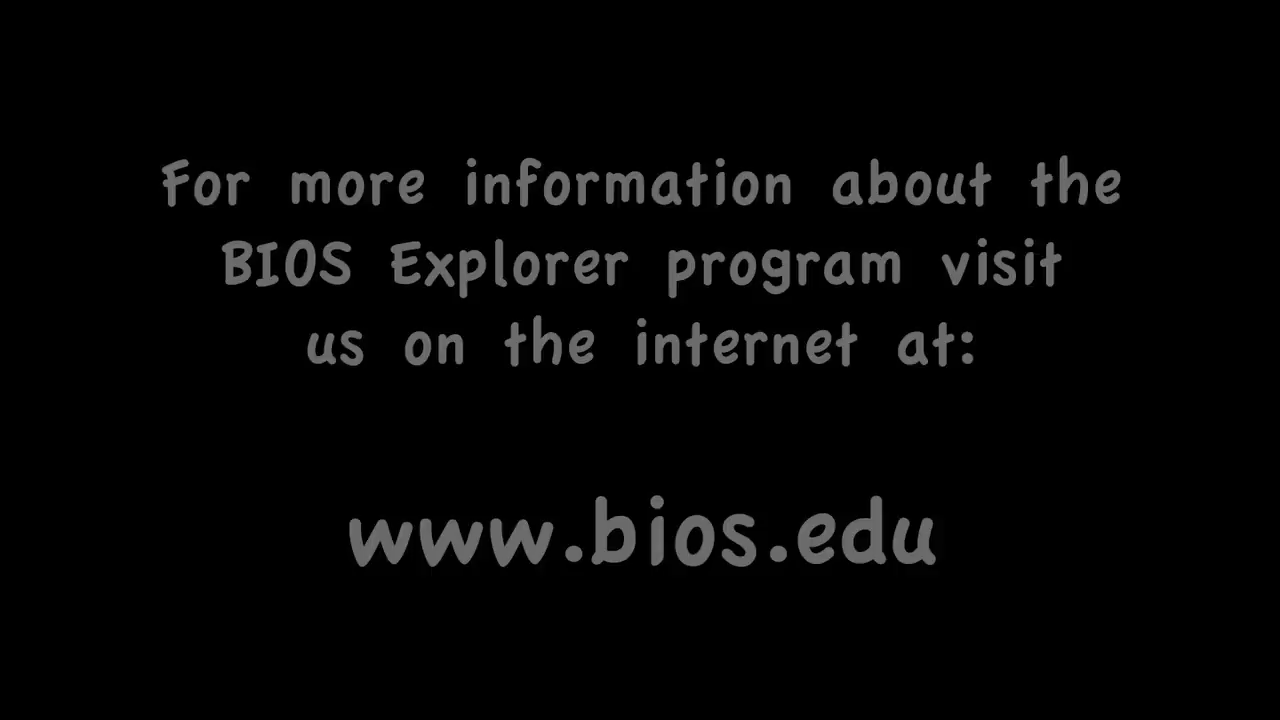 For more information about the
BIOS Explorer program visit
us on the internet at:
www.bios.edu